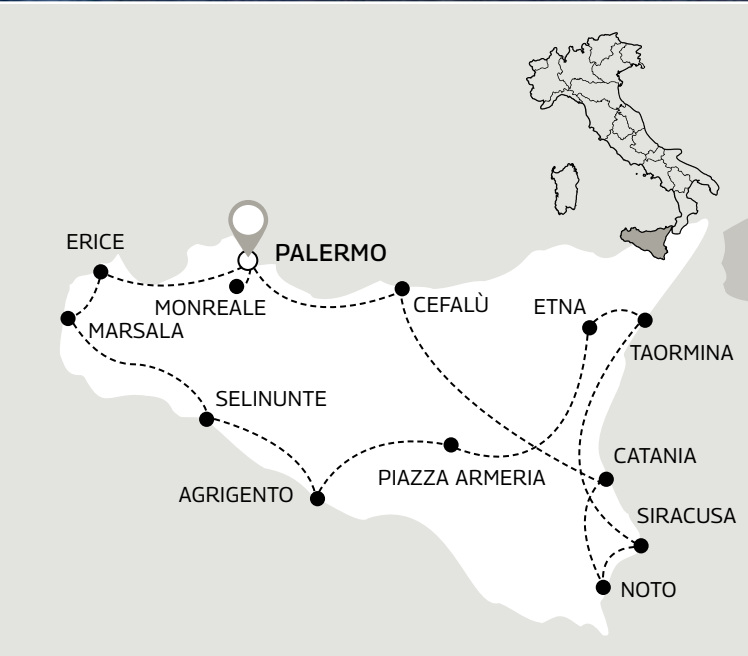 ERICE
PALERMO
MONREALE
CEFALÙ
ETNA
MARSALA
TAORMINA
SELINUNTE
CATANIA
PIAZZA ARMERIA
AGRIGENTO
SIRACUSA
NOTO